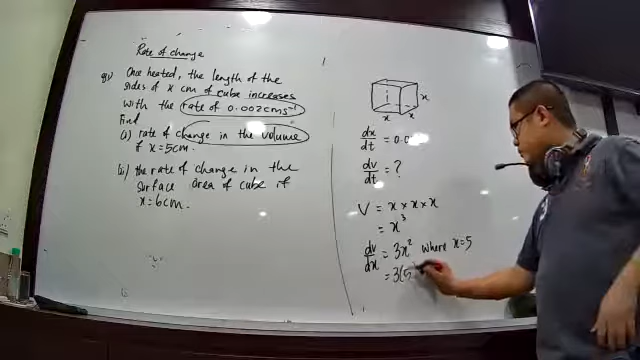 Rate of change
Q5) Once heated, the length of the
sides of x cm of cube increases
with the rate of 0.002cms⁻¹
Find
(i) rate of change in the volume
if x=5cm.
(ii) the rate of change in the
surface area of cube if
x=6cm.
x
x
x
dx/dt = 0.0
dv/dt = ?
V = x × x × x
= x³
dv/dx = 3x² where x=5
= 3(5